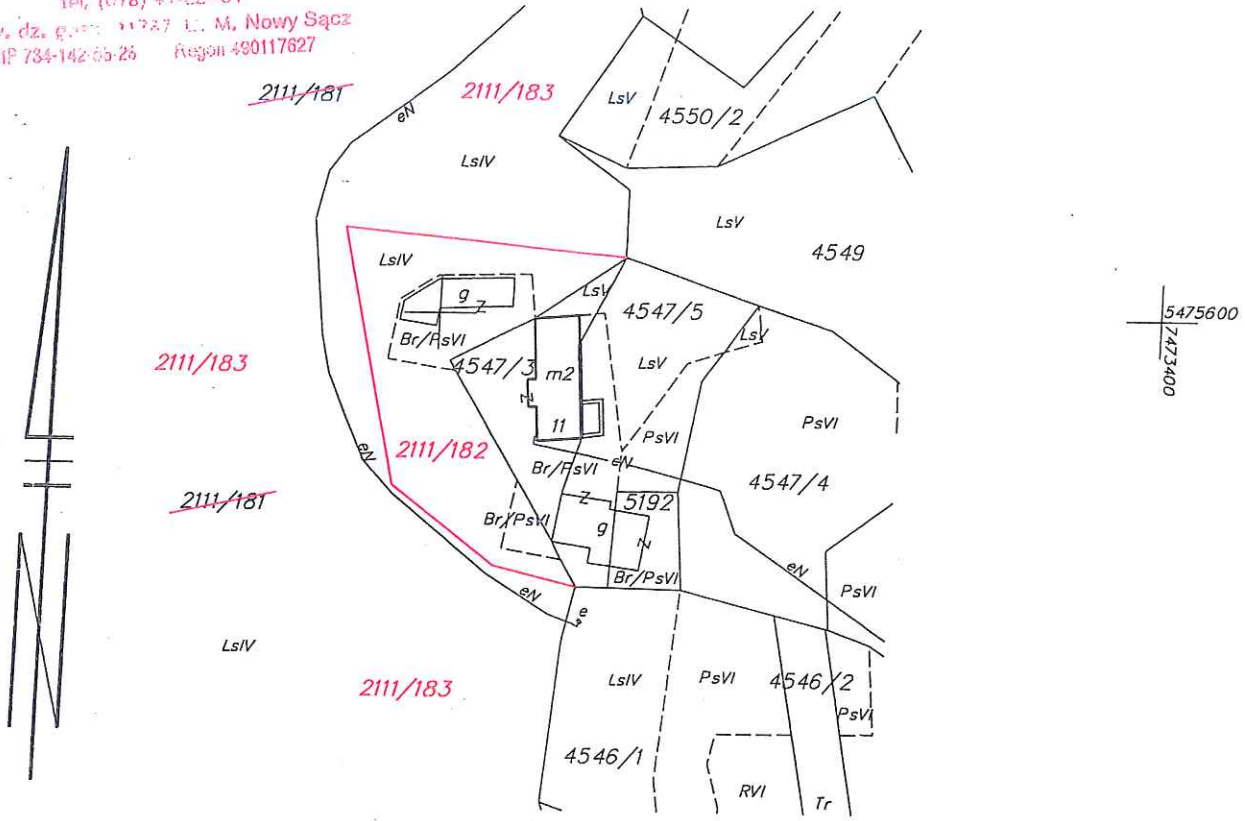 M. Nowy Sącz
Regon 490117627
2111/181
2111/183
eN
LsIV
LsV
4550/2
LsV
4549
LsIV
g
Br/PsVI
LsV
4547/5
LsV
LsV
5475600
7473400
2111/183
4547/3
m2
11
PsVI
PsVI
2111/182
eN
Br/PsVI
eN
4547/4
2111/181
z
5192
Br/PsVI
g
z
Br/PsVI
eN
PsVI
eN
e
LsIV
2111/183
LsIV
PsVI
4546/2
PsVI
4546/1
RVI
Tr
N